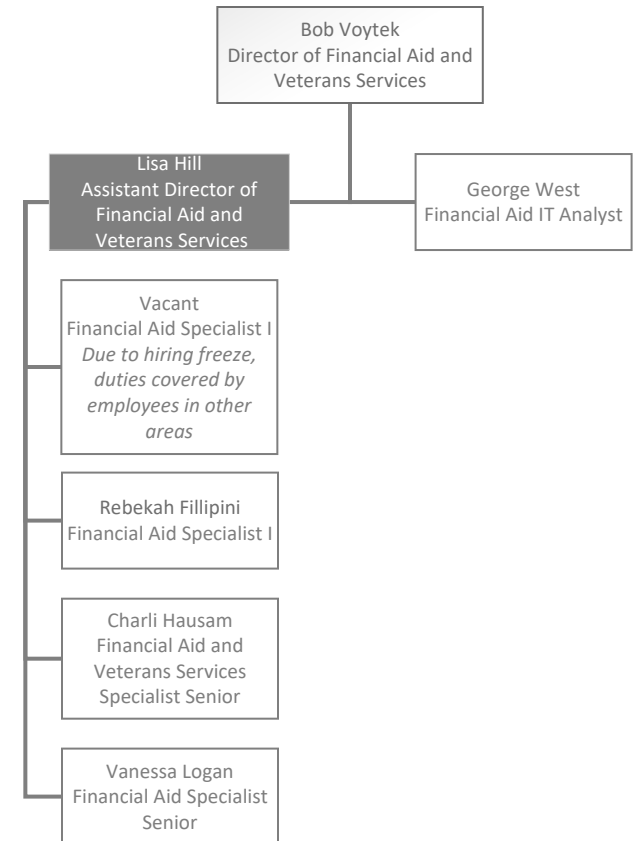 Bob Voytek
Director of Financial Aid and
Veterans Services
Lisa Hill
Assistant Director of
Financial Aid and
Veterans Services
George West
Financial Aid IT Analyst
Vacant
Financial Aid Specialist I
Due to hiring freeze,
duties covered by
employees in other
areas
Rebekah Fillipini
Financial Aid Specialist I
Charli Hausam
Financial Aid and
Veterans Services
Specialist Senior
Vanessa Logan
Financial Aid Specialist
Senior